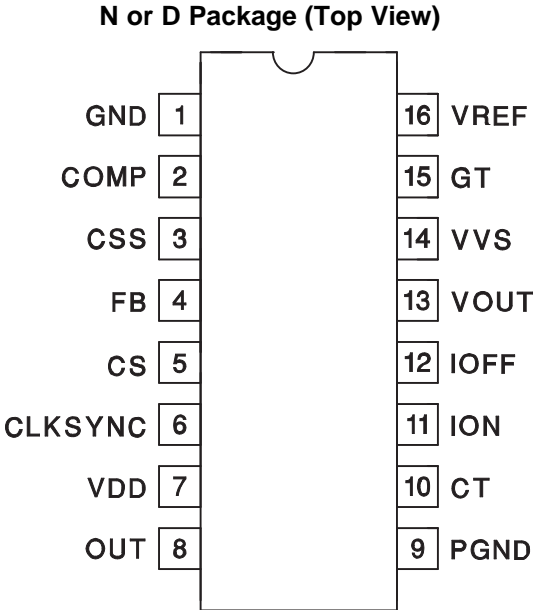 N or D Package (Top View)
GND 1 16 VREF
COMP 2 15 GT
CSS 3 14 VVS
FB 4 13 VOUT
CS 5 12 IOFF
CLKSYNC 6 11 ION
VDD 7 10 CT
OUT 8 9 PGND